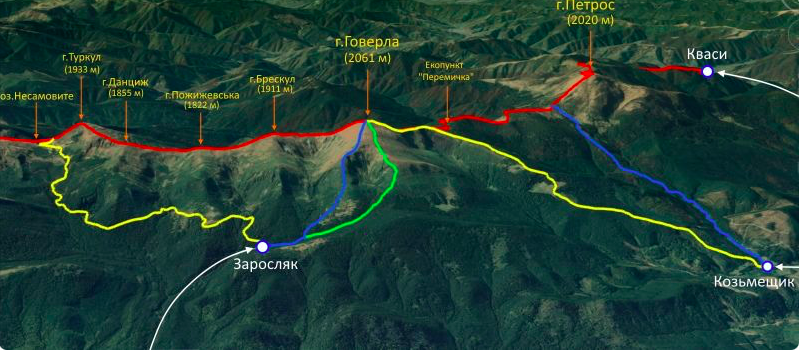 г.Петрос
(2020 м)
г.Говерла
(2061 м)
Кваси
г.Туркул
(1933 м)
Екопункт
"Перемичка"
г.Данциж
(1855 м)
г.Брескул
(1911 м)
оз.Несамовите
г.Пожижевська
(1822 м)
Заросляк
Козьмещик